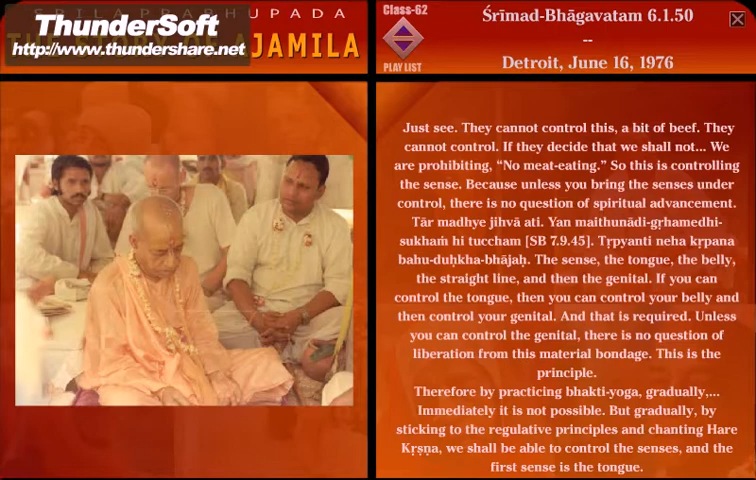 SRILA PRABHUPADA
ThunderSoft
http://www.thundershare.net
THE STORY OF AJAMILA
Class-62
PLAY LIST
Śrīmad-Bhāgavatam 6.1.50
--
Detroit, June 16, 1976
Just see. They cannot control this, a bit of beef. They
cannot control. If they decide that we shall not... We
are prohibiting, “No meat-eating.” So this is controlling
the sense. Because unless you bring the senses under
control, there is no question of spiritual advancement.
Tār madhye jihvā ati. Yan maithunādi-gṛhamedhi-
sukhaṁ hi tuccham [SB 7.9.45]. Tṛpyanti neha kṛpana
bahu-duḥkha-bhājaḥ. The sense, the tongue, the belly,
the straight line, and then the genital. If you can
control the tongue, then you can control your belly and
then control your genital. And that is required. Unless
you can control the genital, there is no question of
liberation from this material bondage. This is the
principle.
Therefore by practicing bhakti-yoga, gradually,...
Immediately it is not possible. But gradually, by
sticking to the regulative principles and chanting Hare
Kṛṣṇa, we shall be able to control the senses, and the
first sense is the tongue.